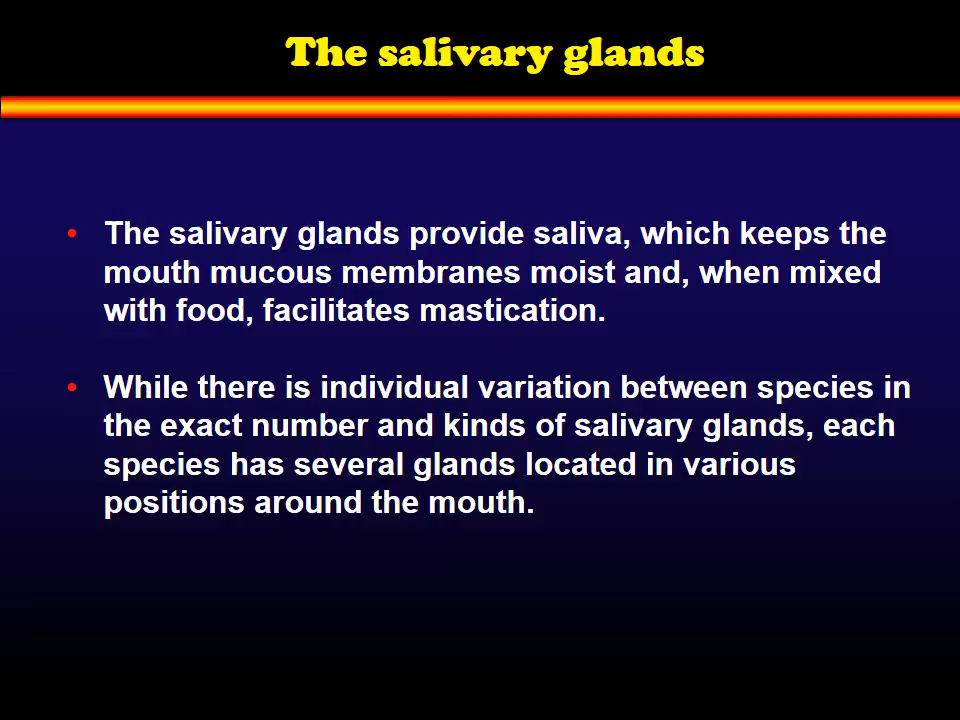 The salivary glands
• The salivary glands provide saliva, which keeps the
mouth mucous membranes moist and, when mixed
with food, facilitates mastication.
• While there is individual variation between species in
the exact number and kinds of salivary glands, each
species has several glands located in various
positions around the mouth.